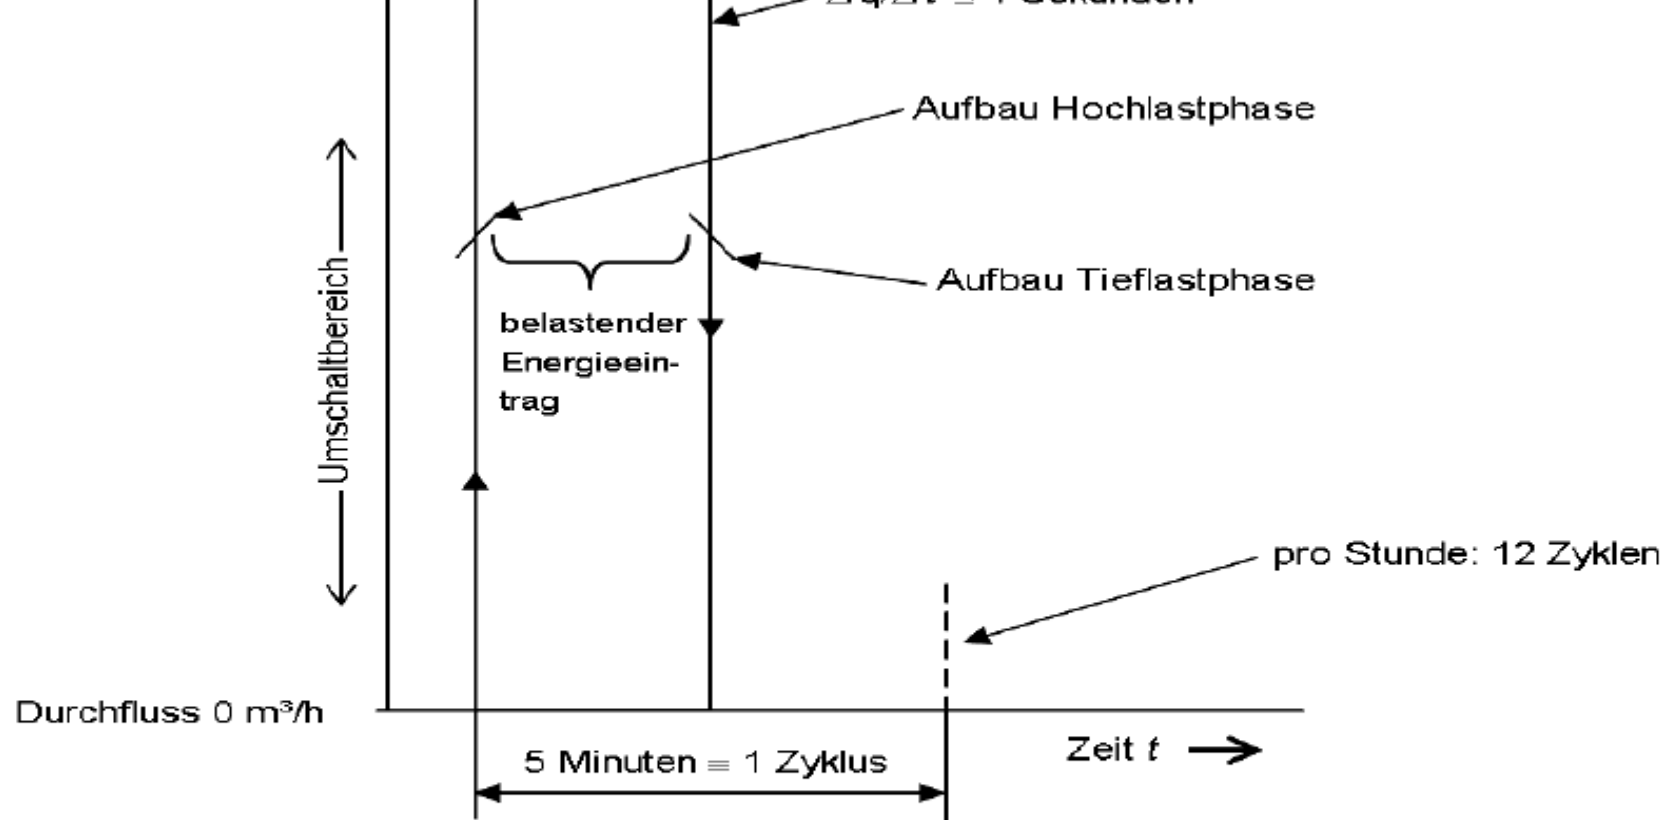 Sekunden
Aufbau Hochlastphase
Aufbau Tieflastphase
Umschaltbereich
belastender
Energieein-
trag
pro Stunde: 12 Zyklen
Durchfluss 0 m³/h
Zeit t
5 Minuten = 1 Zyklus